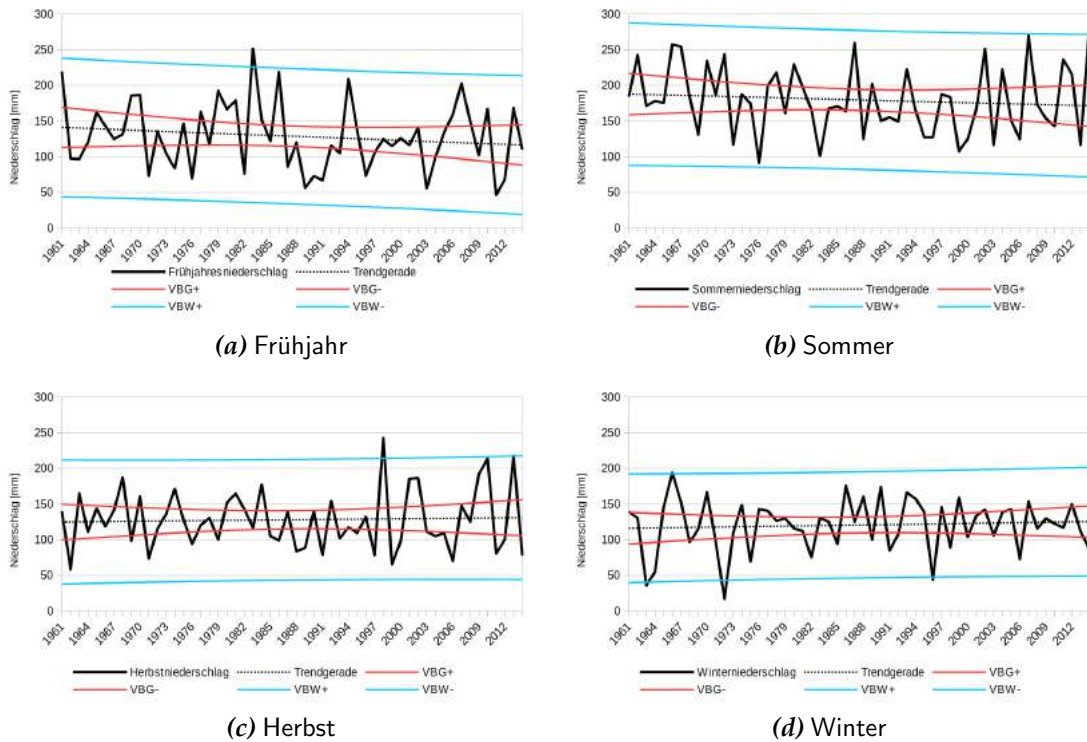 300
250
200
150
100
50
0
Niederschlag [mm]
1961 1964 1967 1970 1973 1976 1979 1982 1985 1988 1991 1994 1997 2000 2003 2006 2009 2012
Frühjahresniederschlag Trendgerade
VBG+ VBG-
VBW+ VBW-
(a) Frühjahr
300
250
200
150
100
50
0
Niederschlag [mm]
1961 1964 1967 1970 1973 1976 1979 1982 1985 1988 1991 1994 1997 2000 2003 2006 2009 2012
Sommerniederschlag Trendgerade VBG+
VBG- VBW+ VBW-
(b) Sommer
300
250
200
150
100
50
0
Niederschlag [mm]
1961 1964 1967 1970 1973 1976 1979 1982 1985 1988 1991 1994 1997 2000 2003 2006 2009 2012
Herbstniederschlag Trendgerade VBG+
VBG- VBW+ VBW-
(c) Herbst
300
250
200
150
100
50
0
Niederschlag [mm]
1961 1964 1967 1970 1973 1976 1979 1982 1985 1988 1991 1994 1997 2000 2003 2006 2009 2012
Winterniederschlag Trendgerade VBG+
VBG- VBW+ VBW-
(d) Winter